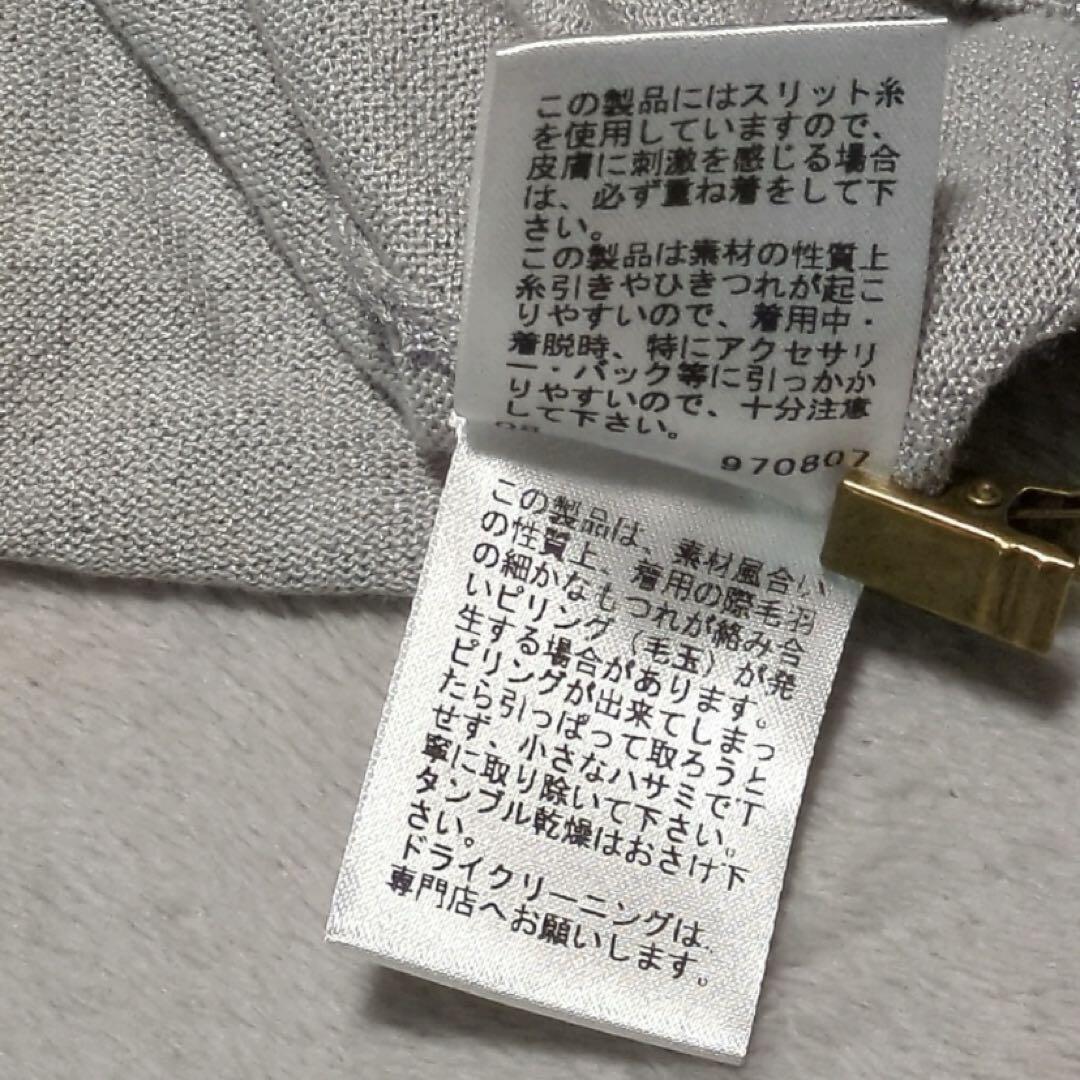 この製品にはスリット糸
を使用していますので、
皮膚に刺激を感じる場合
は、必ず重ね着をして下
さい。
この製品は素材の性質上
糸引きやひきつれが起こ
りやすいので、着用中・
着脱時、特にアクセサリ
ー・バック等に引っかか
りやすいので、十分注意
して下さい。
970807
この製品は、素材風合い
の性質上、着用の際毛羽
の細かなもつれが絡み合
いピリング（毛玉）が発
生する場合があります。
ピリングが出来てしまっ
たら引っぱって取ろうと
せず、小さなハサミで丁
寧に取り除いて下さい。
タンブル乾燥はおさけ下
さい。
ドライクリーニングは、
専門店へお願いします。